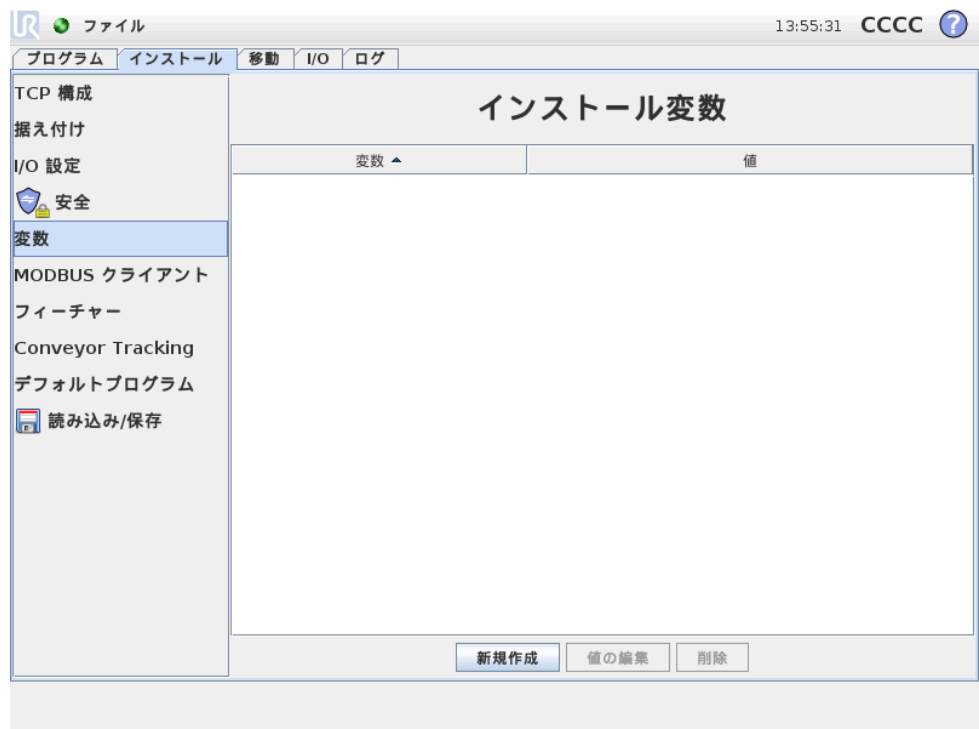 UR ファイル 13:55:31 CCCC ?
プログラム インストール 移動 I/O ログ
TCP 構成
据え付け
I/O 設定
安全
変数
MODBUS クライアント
フィーチャー
Conveyor Tracking
デフォルトプログラム
読み込み/保存
インストール変数
変数 値
新規作成 値の編集 削除